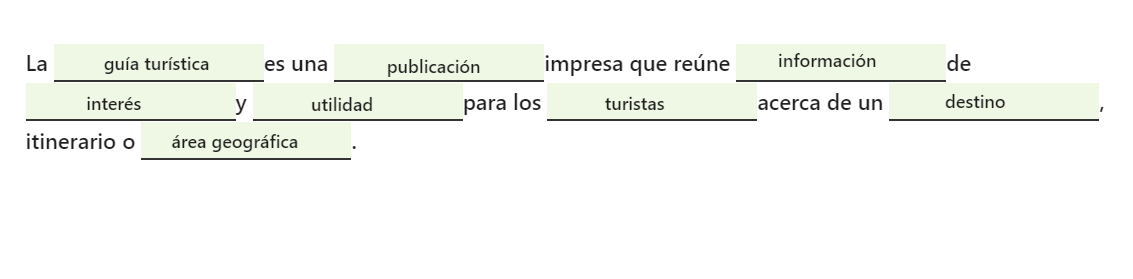 La guía turística es una publicación impresa que reúne información de
interés y utilidad para los turistas acerca de un destino,
itinerario o área geográfica.